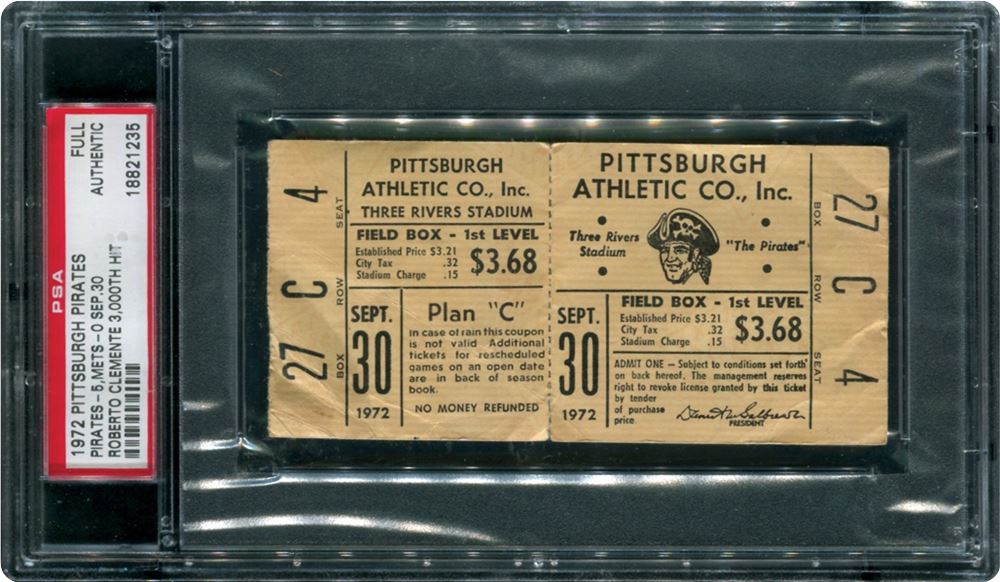 PSA
1972 PITTSBURGH PIRATES FULL
PIRATES-5,METS-0 SEP.30 AUTHENTIC
ROBERTO CLEMENTE 3,000TH HIT 18821235
4 SEAT
C ROW
27 BOX
PITTSBURGH
ATHLETIC CO., Inc.
THREE RIVERS STADIUM
FIELD BOX - 1st LEVEL
Established Price $3.21
City Tax .32
Stadium Charge .15
$3.68
SEPT.
30
1972
Plan "C"
In case of rain this coupon
is not valid Additional
tickets for rescheduled
games on an open date
are in back of season
book.
NO MONEY REFUNDED
PITTSBURGH
ATHLETIC CO., Inc.
Three Rivers
Stadium
"The Pirates"
FIELD BOX - 1st LEVEL
Established Price $3.21
City Tax .32
Stadium Charge .15
$3.68
SEPT.
30
1972
ADMIT ONE - Subject to conditions set forth
on back hereof. The management reserves
right to revoke license granted by this ticket
by tender
of purchase
price
PRESIDENT
BOX 27
ROW C
SEAT 4